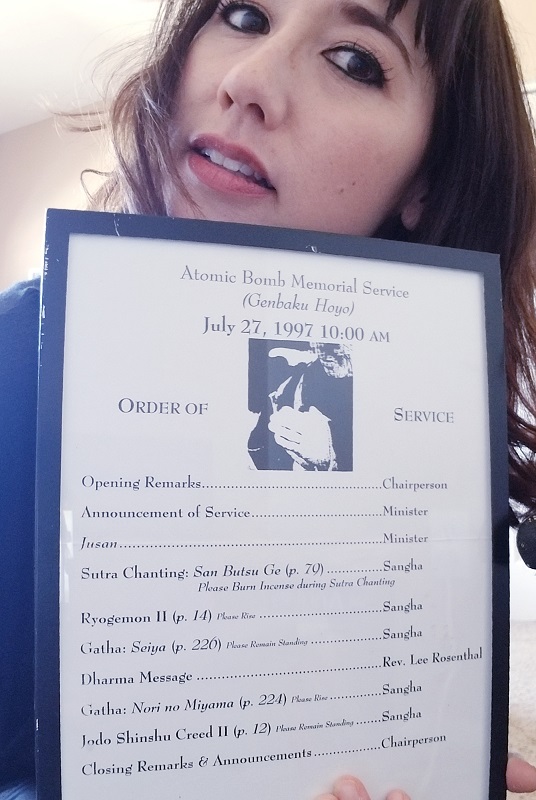 Atomic Bomb Memorial Service
(Genbaku Hoyo)
July 27, 1997 10:00 AM
ORDER OF SERVICE
Opening Remarks..............................Chairperson
Announcement of Service......................Minister
Jusan........................................Minister
Sutra Chanting: San Butsu Ge (p. 79) ...........Sangha
Please Burn Incense during Sutra Chanting
Ryogemon II (p. 14) Please Rise ..................Sangha
Gatha: Seiya (p. 226) Please Remain Standing .............Sangha
Dharma Message ..............................Rev. Lee Rosenthal
Gatha: Nori no Miyama (p. 224) Please Rise ........Sangha
Jodo Shinshu Creed II (p. 12) Please Remain Standing ......Sangha
Closing Remarks & Announcements ...............Chairperson